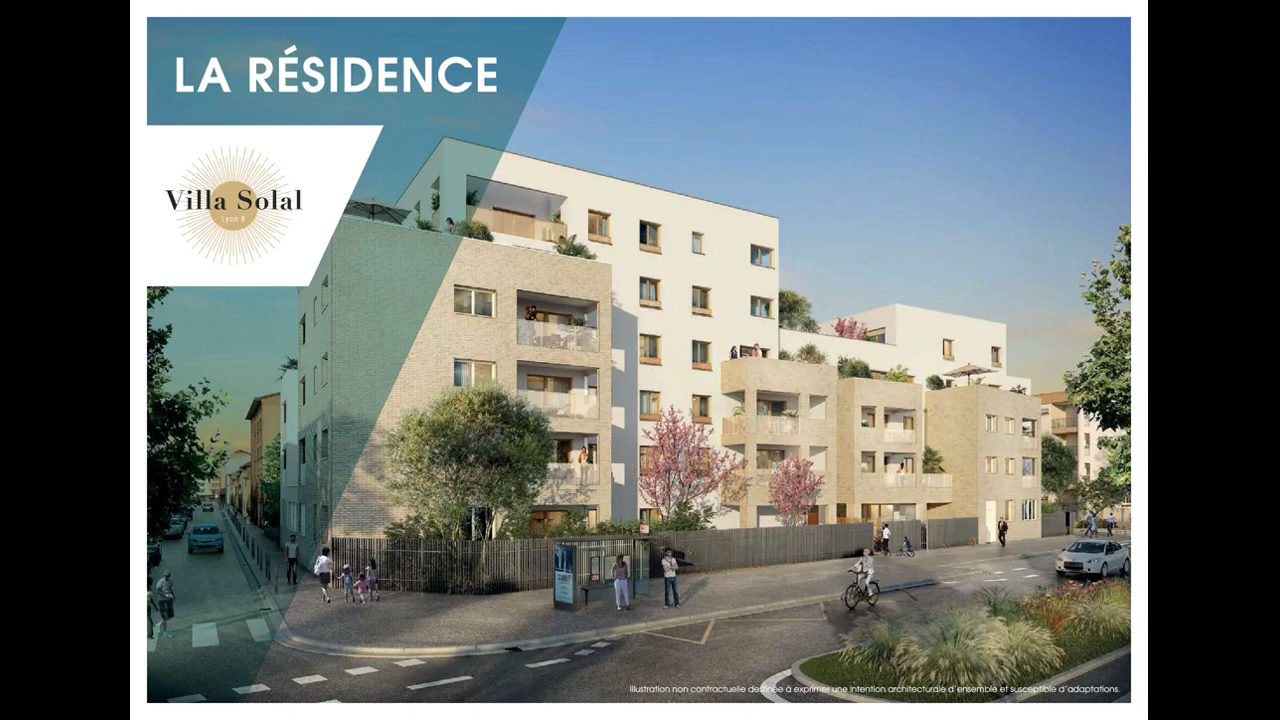 LA RÉSIDENCE
Villa Solal
Lyon 8
Illustration non contractuelle destinée à exprimer une intention architecturale d'ensemble et susceptible d'adaptations.